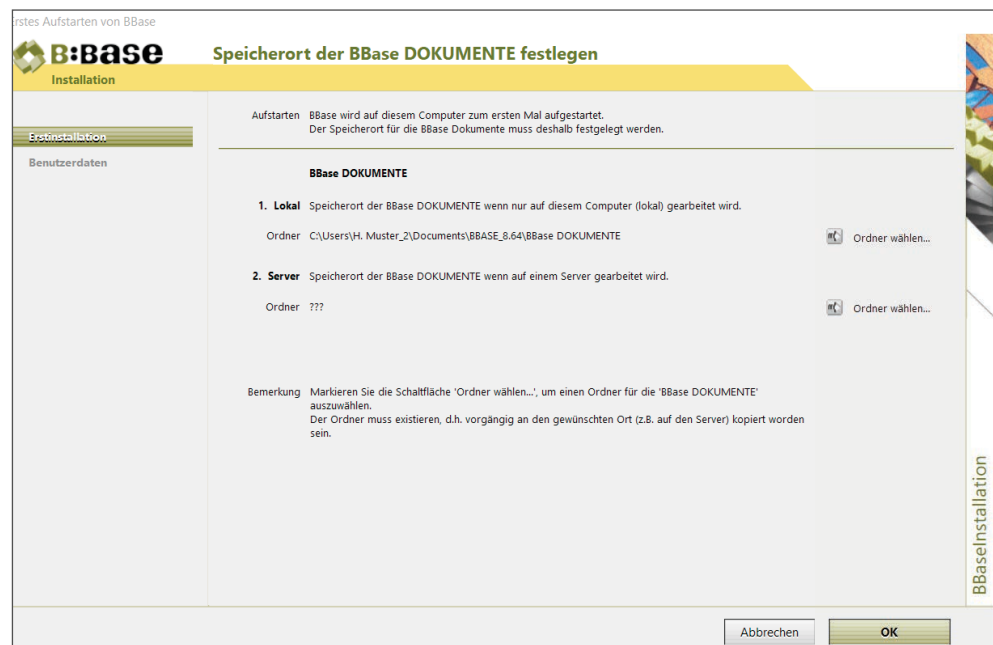 rstes Aufstarten von BBase
B:Base
Speicherort der BBase DOKUMENTE festlegen
Installation
Erstinstallation
Benutzerdaten
Aufstarten BBase wird auf diesem Computer zum ersten Mal aufgestartet.
Der Speicherort für die BBase Dokumente muss deshalb festgelegt werden.
BBase DOKUMENTE
1. Lokal Speicherort der BBase DOKUMENTE wenn nur auf diesem Computer (lokal) gearbeitet wird.
Ordner C:\Users\H. Muster_2\Documents\BBASE_8.64\BBase DOKUMENTE Ordner wählen...
2. Server Speicherort der BBase DOKUMENTE wenn auf einem Server gearbeitet wird.
Ordner ??? Ordner wählen...
Bemerkung Markieren Sie die Schaltfläche 'Ordner wählen...', um einen Ordner für die 'BBase DOKUMENTE'
auszuwählen.
Der Ordner muss existieren, d.h. vorgängig an den gewünschten Ort (z.B. auf den Server) kopiert worden
sein.
BBaseInstallation
Abbrechen OK